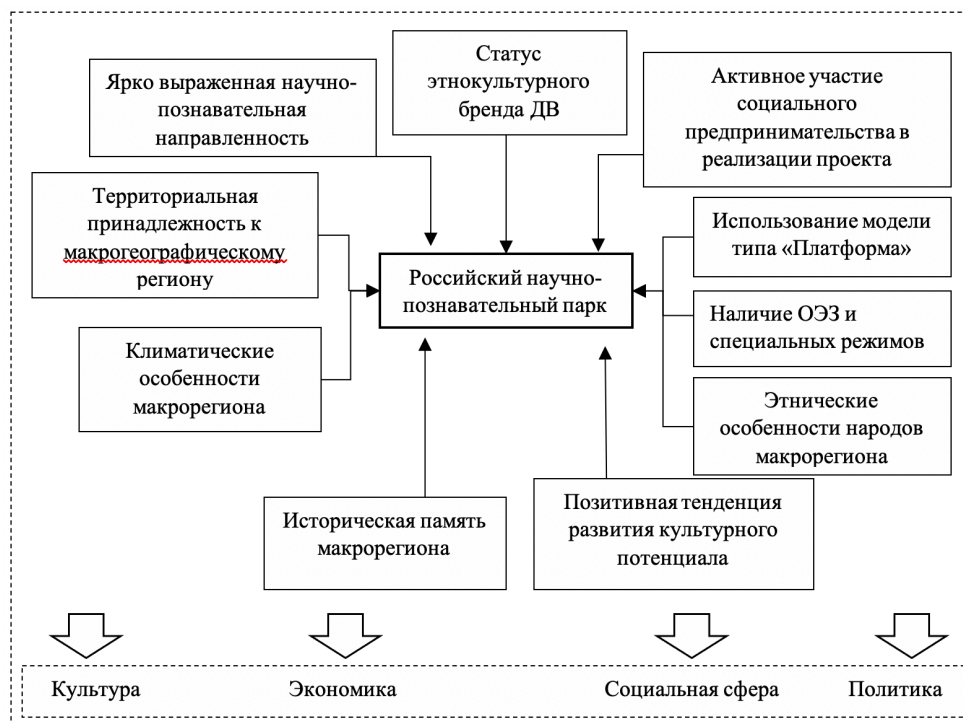 Статус
этнокультурного
бренда ДВ
Ярко выраженная научно-
познавательная
направленность
Активное участие
социального
предпринимательства в
реализации проекта
Территориальная
принадлежность к
макрогеографическому
региону
Использование модели
типа «Платформа»
Российский научно-
познавательный парк
Наличие ОЭЗ и
специальных режимов
Климатические
особенности
макрорегиона
Этнические
особенности народов
макрорегиона
Историческая память
макрорегиона
Позитивная тенденция
развития культурного
потенциала
Культура
Экономика
Социальная сфера
Политика